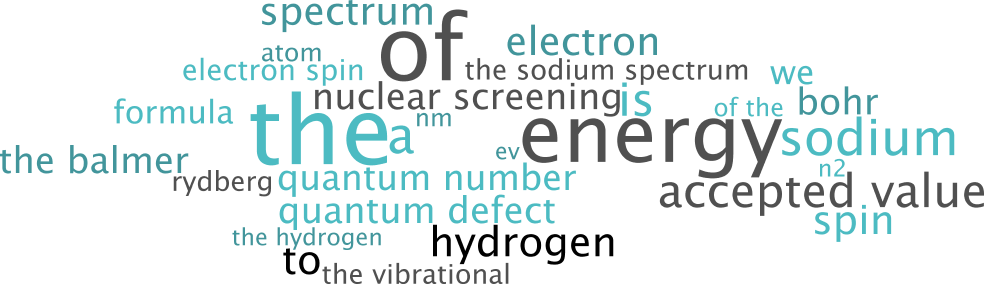 spectrum
of
electron
atom
electron spin
the sodium spectrum
we
nuclear screening
is
formula
the
a
nm
of the
bohr
energy
sodium
the balmer
ev
n2
rydberg
quantum number
accepted value
quantum defect
spin
the hydrogen
hydrogen
to
the vibrational